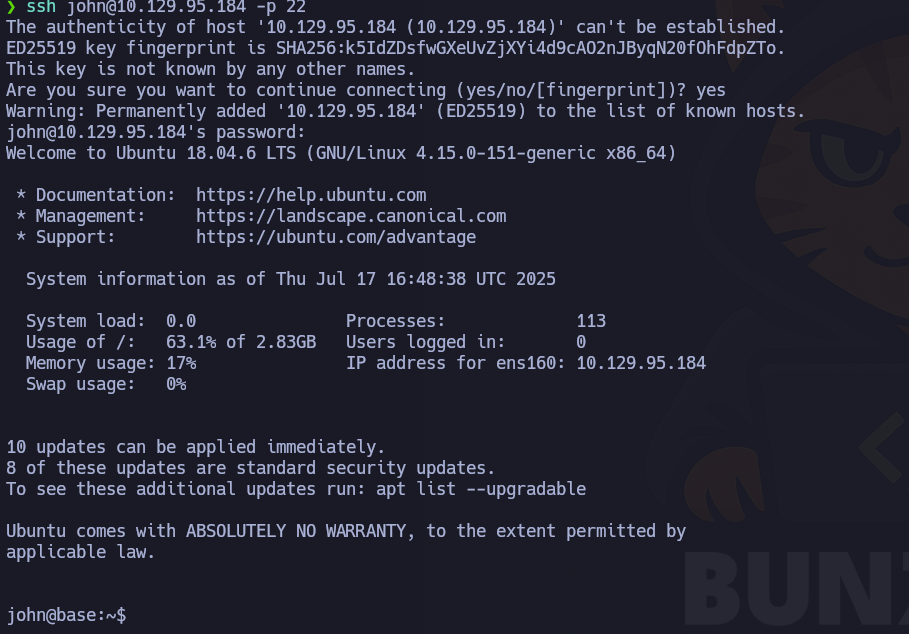 ❯ ssh john@10.129.95.184 -p 22
The authenticity of host '10.129.95.184 (10.129.95.184)' can't be established.
ED25519 key fingerprint is SHA256:k5IdZDsfwGXeUvZjXYi4d9cAO2nJByqN20fOhFdpZTo.
This key is not known by any other names.
Are you sure you want to continue connecting (yes/no/[fingerprint])? yes
Warning: Permanently added '10.129.95.184' (ED25519) to the list of known hosts.
john@10.129.95.184's password:
Welcome to Ubuntu 18.04.6 LTS (GNU/Linux 4.15.0-151-generic x86_64)
* Documentation:  https://help.ubuntu.com
* Management:     https://landscape.canonical.com
* Support:        https://ubuntu.com/advantage
System information as of Thu Jul 17 16:48:38 UTC 2025
System load:  0.0               Processes:             113
Usage of /:   63.1% of 2.83GB   Users logged in:       0
Memory usage: 17%               IP address for ens160: 10.129.95.184
Swap usage:   0%
10 updates can be applied immediately.
8 of these updates are standard security updates.
To see these additional updates run: apt list --upgradable
Ubuntu comes with ABSOLUTELY NO WARRANTY, to the extent permitted by
applicable law.
BUN
john@base:~$